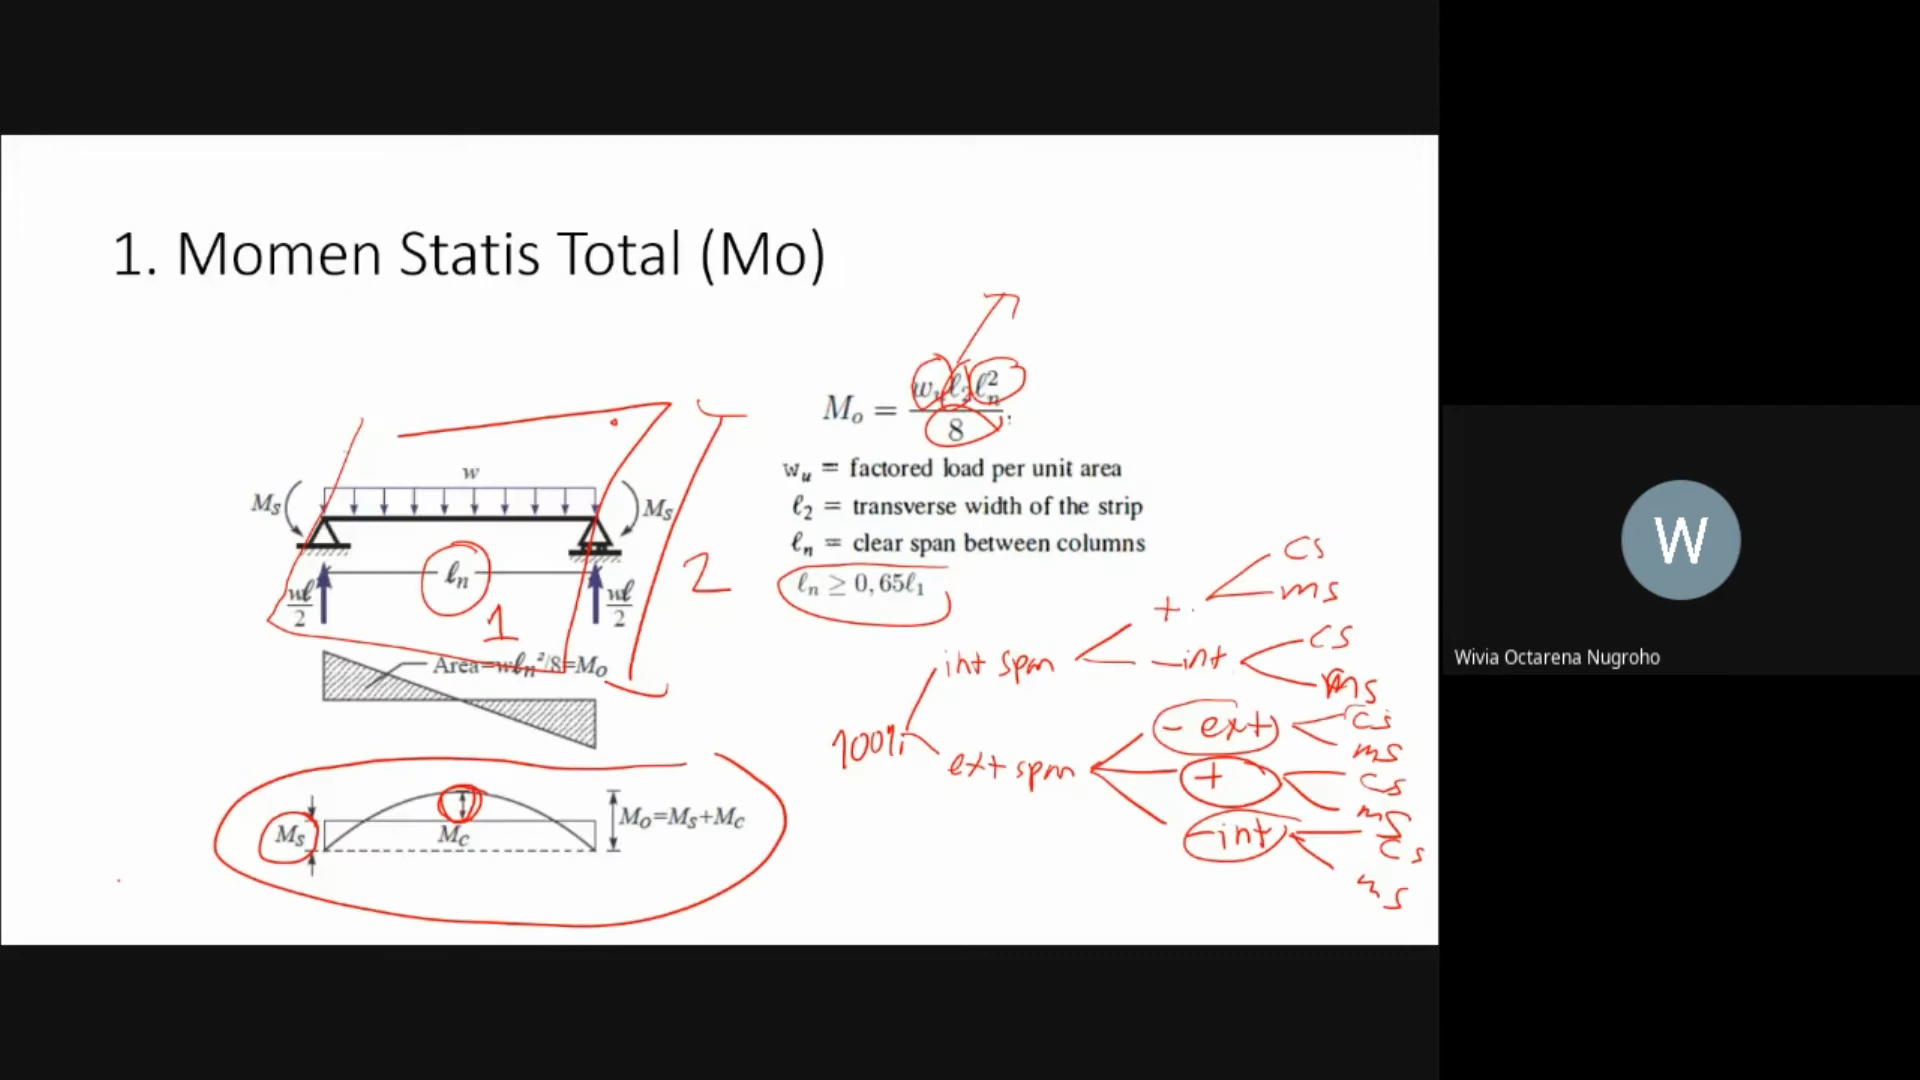 1. Momen Statis Total (Mo)
M_o = w_u ℓ_2 ℓ_n^2 / 8
w_u = factored load per unit area
ℓ_2 = transverse width of the strip
ℓ_n = clear span between columns
ℓ_n ≥ 0,65ℓ_1
w
M_S
M_S
ℓ_n
wℓ/2
wℓ/2
1
2
Area=wℓ_n^2/8=M_o
M_S
M_C
M_o=M_S+M_C
100%
int span
+
cs
ms
-int
cs
ms
ext span
- ext
cs
ms
+
cs
ms
-int
cs
ms
W
Wivia Octarena Nugroho